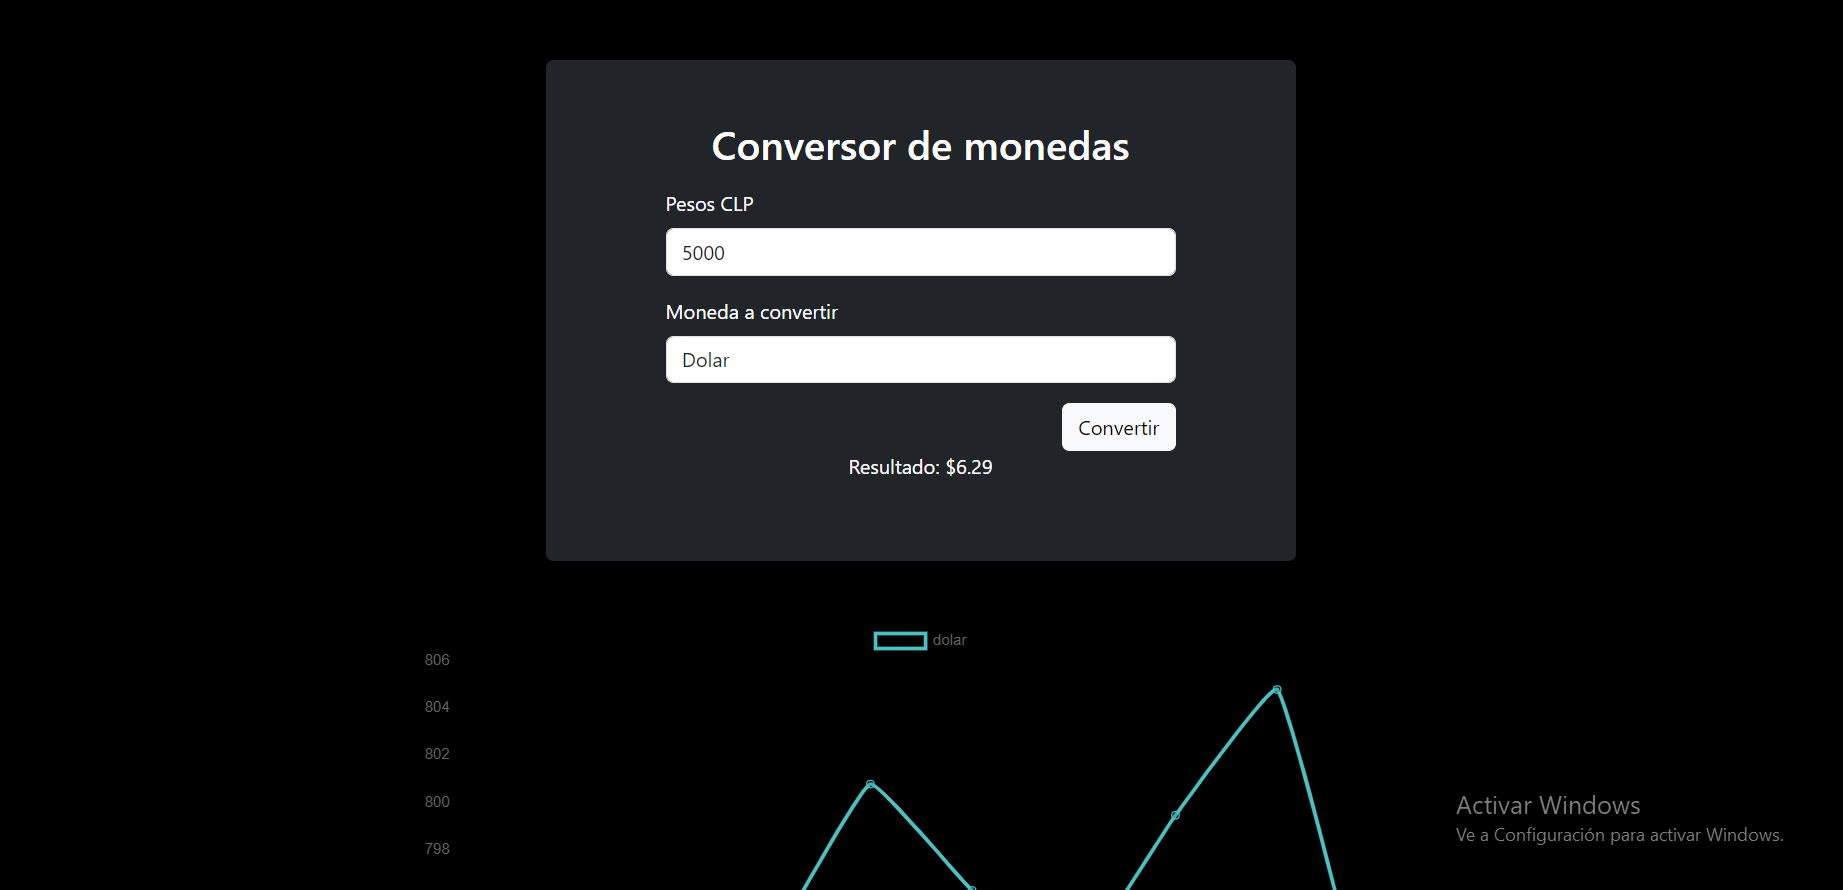 Conversor de monedas
Pesos CLP
5000
Moneda a convertir
Dolar
Convertir
Resultado: $6.29
dolar
806
804
802
800
798
Activar Windows
Ve a Configuración para activar Windows.